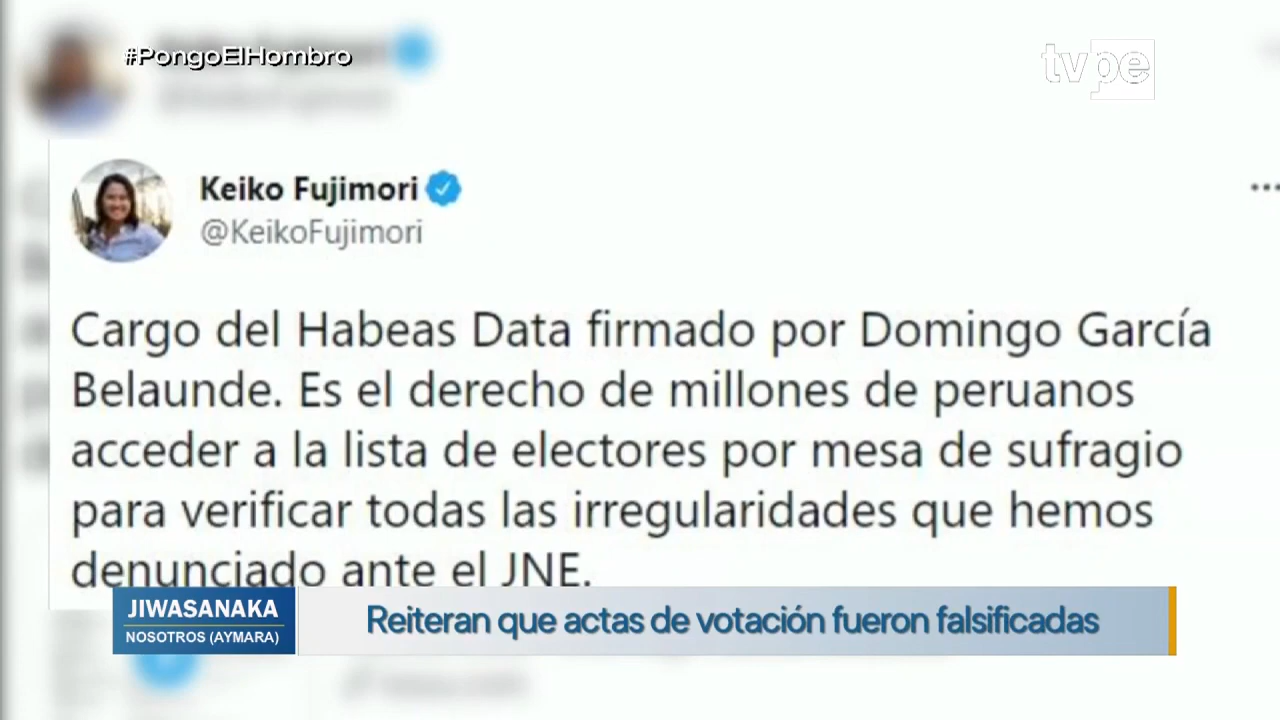 #PongoElHombro
tvpe
Keiko Fujimori
@KeikoFujimori
Cargo del Habeas Data firmado por Domingo García
Belaunde. Es el derecho de millones de peruanos
acceder a la lista de electores por mesa de sufragio
para verificar todas las irregularidades que hemos
denunciado ante el JNE.
JIWASANAKA
NOSOTROS (AYMARA)
Reiteran que actas de votación fueron falsificadas